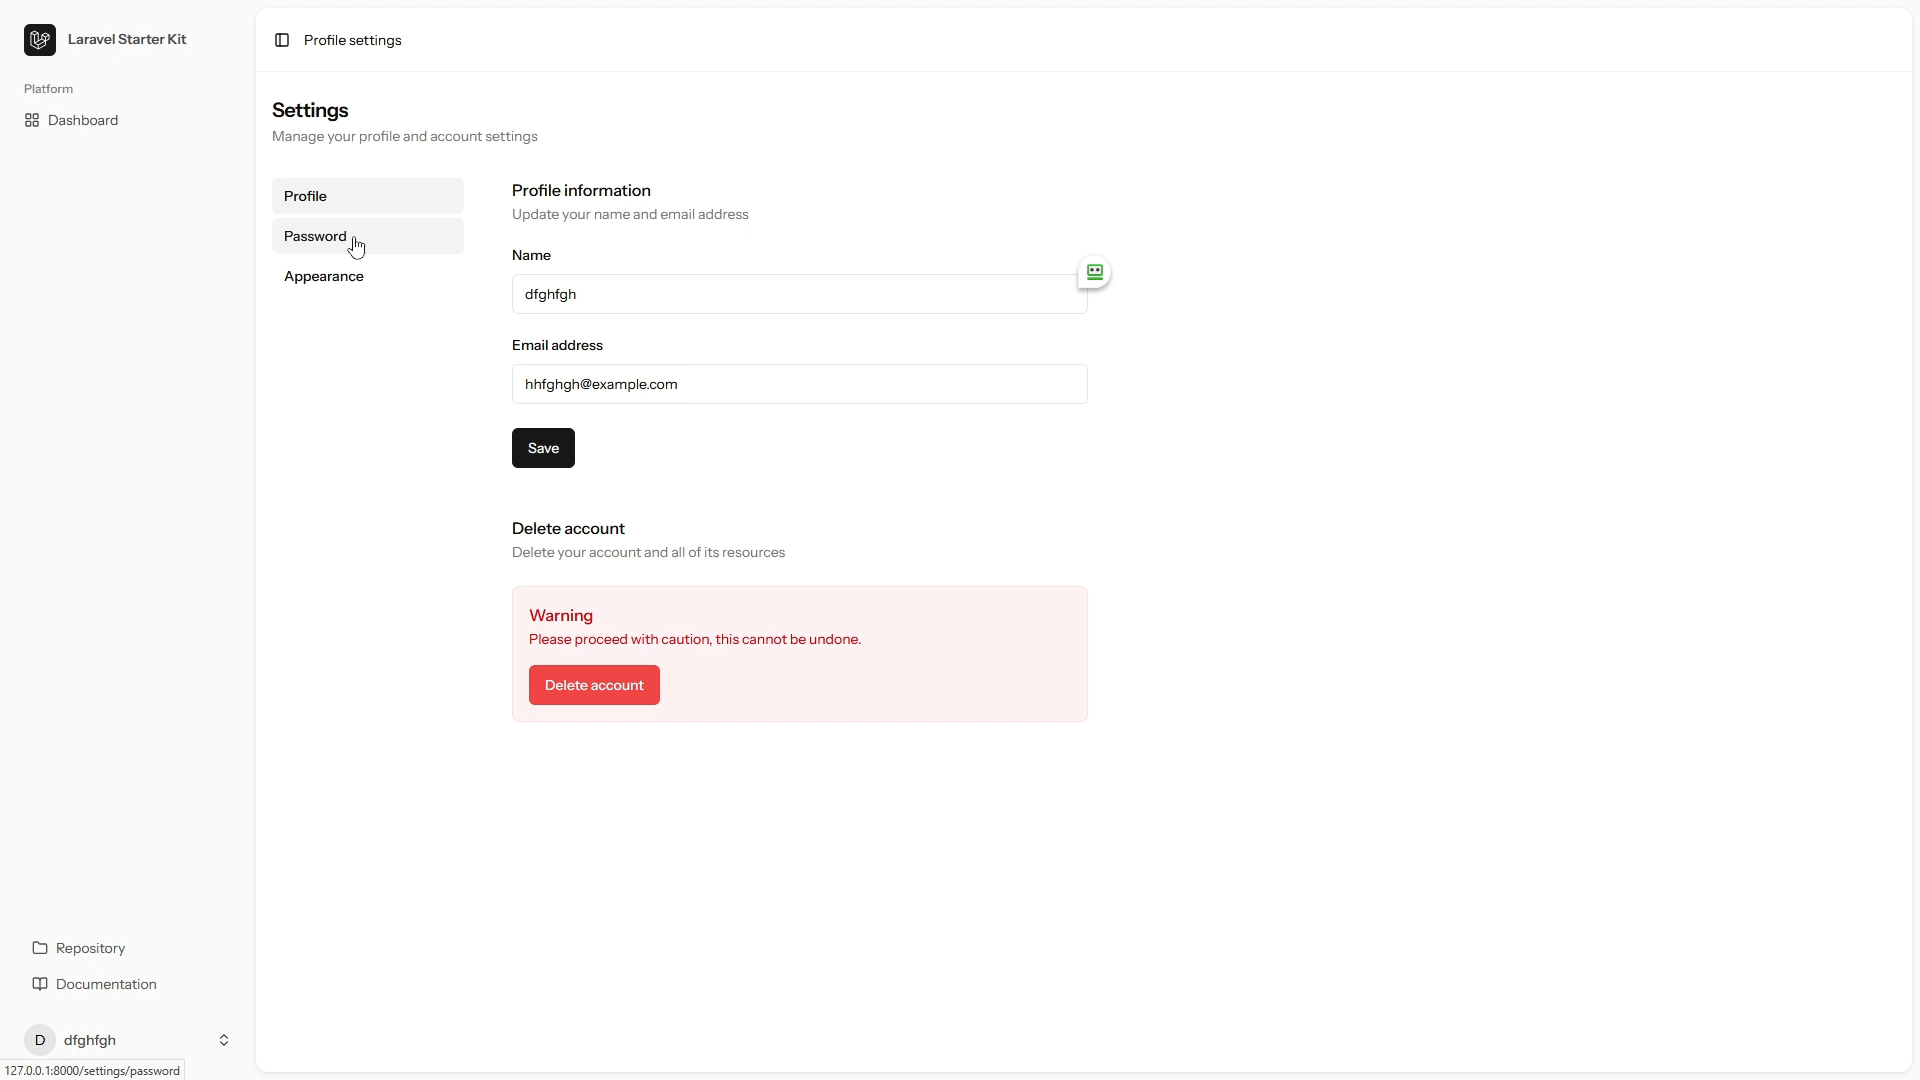 Laravel Starter Kit
Platform
Dashboard
Profile settings
Settings
Manage your profile and account settings
Profile
Password
Appearance
Profile information
Update your name and email address
Name
dfghfgh
Email address
hhfghgh@example.com
Save
Delete account
Delete your account and all of its resources
Warning
Please proceed with caution, this cannot be undone.
Delete account
Repository
Documentation
D dfghfgh
127.0.0.1:8000/settings/password